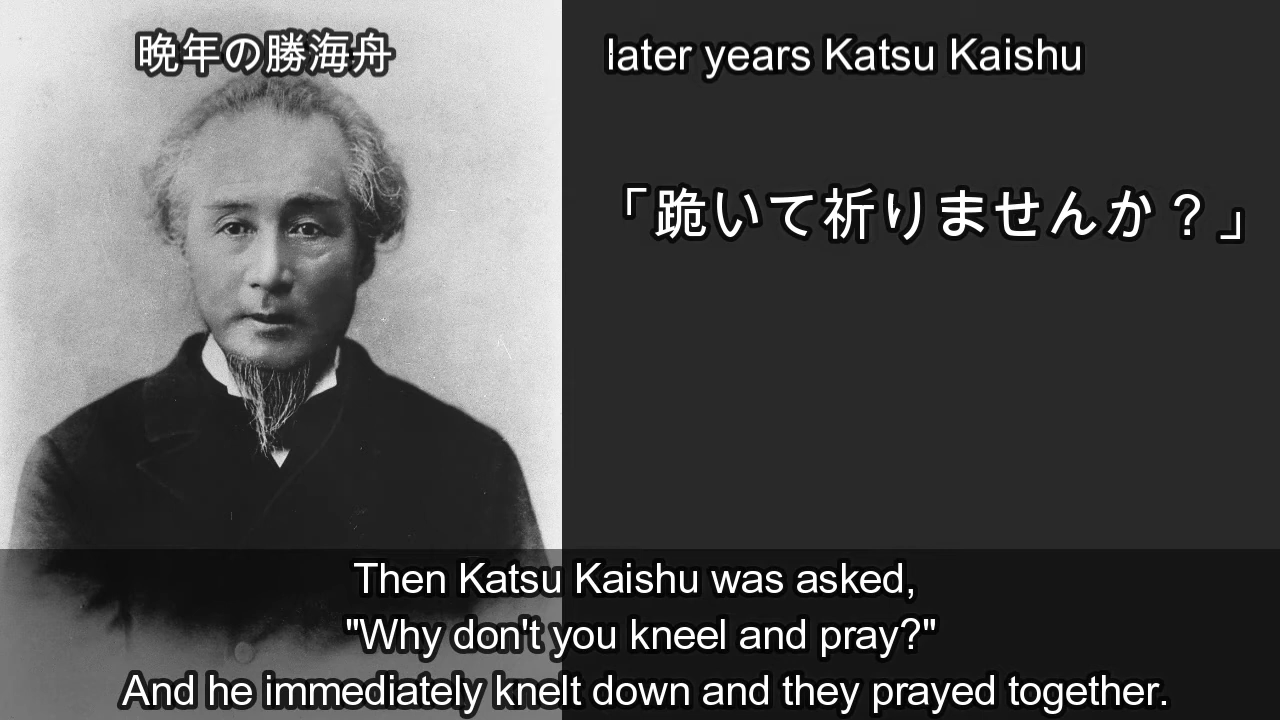 晩年の勝海舟
later years Katsu Kaishu
「跪いて祈りませんか？」
Then Katsu Kaishu was asked,
"Why don't you kneel and pray?"
And he immediately knelt down and they prayed together.